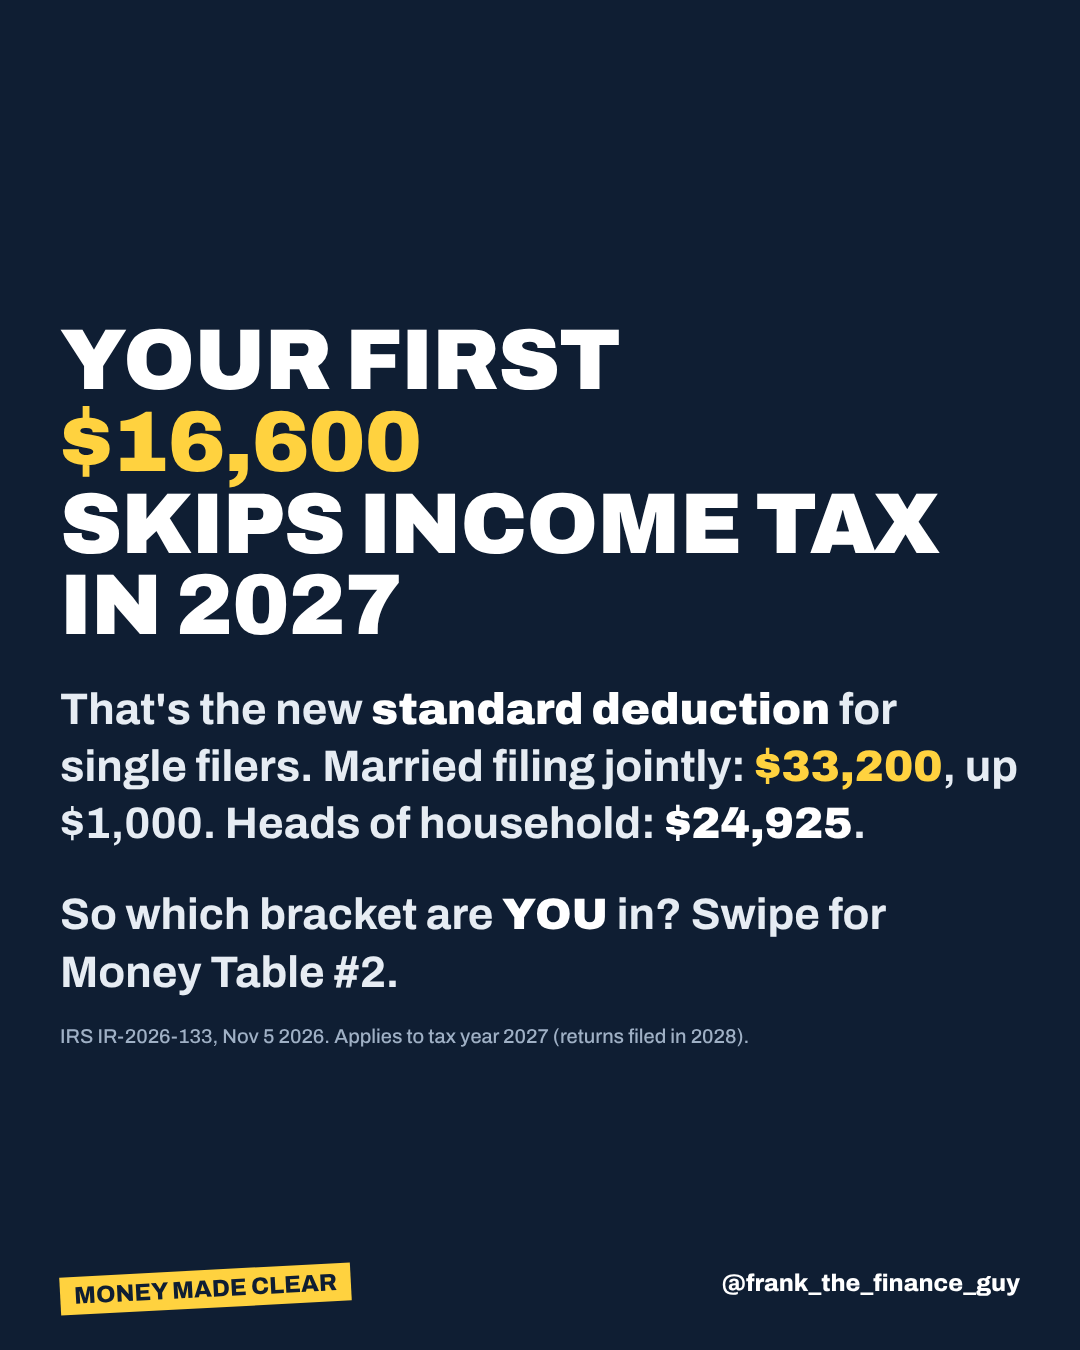 YOUR FIRST
$16,600
SKIPS INCOME TAX
IN 2027
That's the new standard deduction for
single filers. Married filing jointly: $33,200, up
$1,000. Heads of household: $24,925.
So which bracket are YOU in? Swipe for
Money Table #2.
IRS IR-2026-133, Nov 5 2026. Applies to tax year 2027 (returns filed in 2028).
MONEY MADE CLEAR
@frank_the_finance_guy